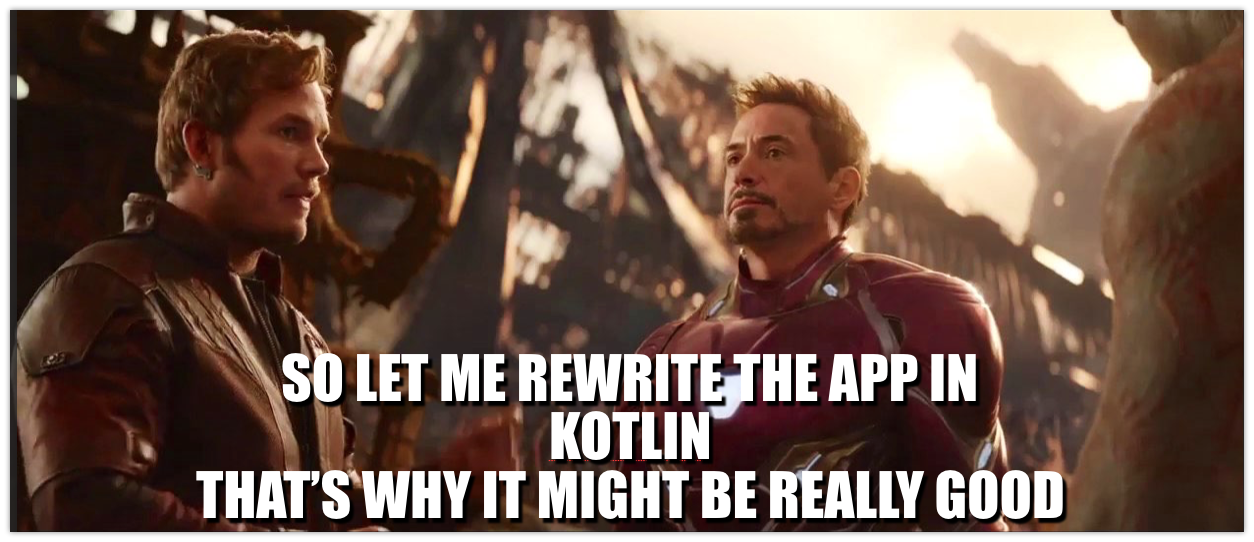 SO LET ME REWRITE THE APP IN
KOTLIN
THAT'S WHY IT MIGHT BE REALLY GOOD